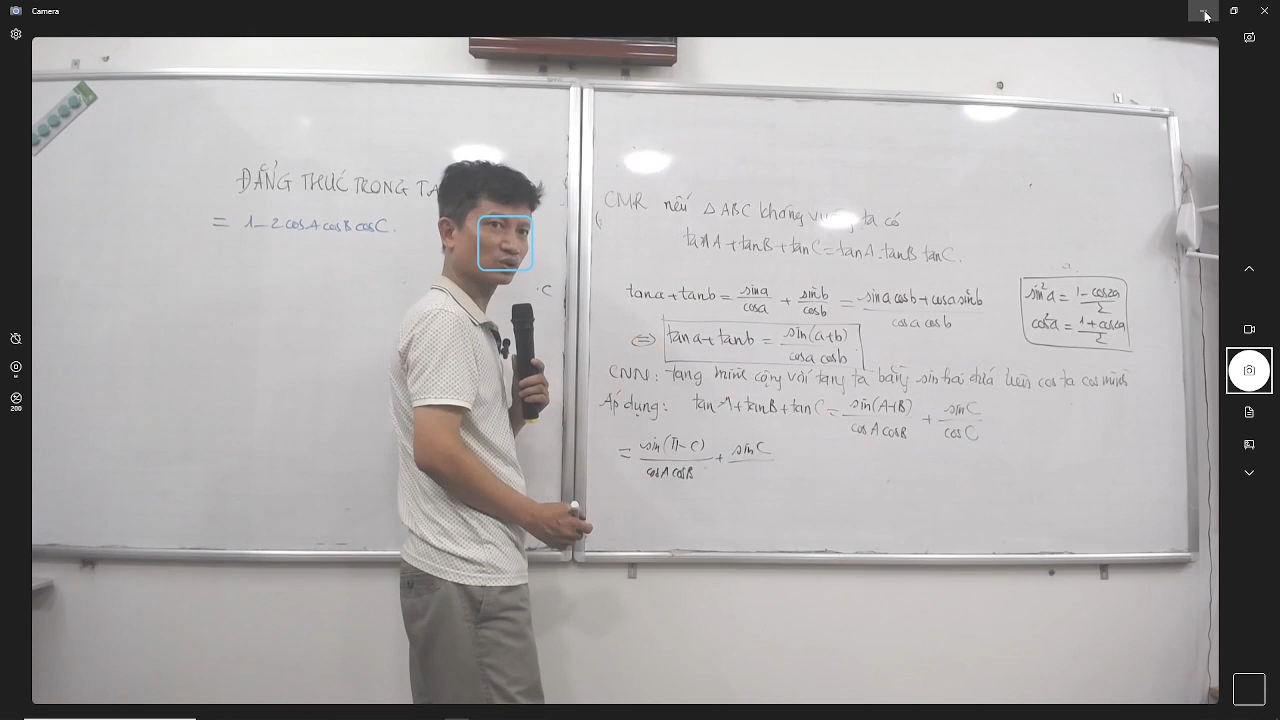 Camera
ĐẲNG THỨC TRONG TA
= 1-2cosA cosB cosC.
C
CMR nếu △ABC không vuông ta có
tanA+tanB+tanC=tanA.tanB tanC.
tana+tanb = sina/cosa + sinb/cosb = sina cosb + cosa sinb/cosa cosb
⇔ tana+tanb = sin(a+b)/cosa cosb
sin²a = 1-cos2a/2
cos²a = 1+cos2a/2
CNN: tang mình cộng với tang ta bằng sin hai đứa trên cos ta cos mình
Áp dụng: tanA+tanB+tanC = sin(A+B)/cosA cosB + sinC/cosC
= sin(π-C)/cosA cosB + sinC
200